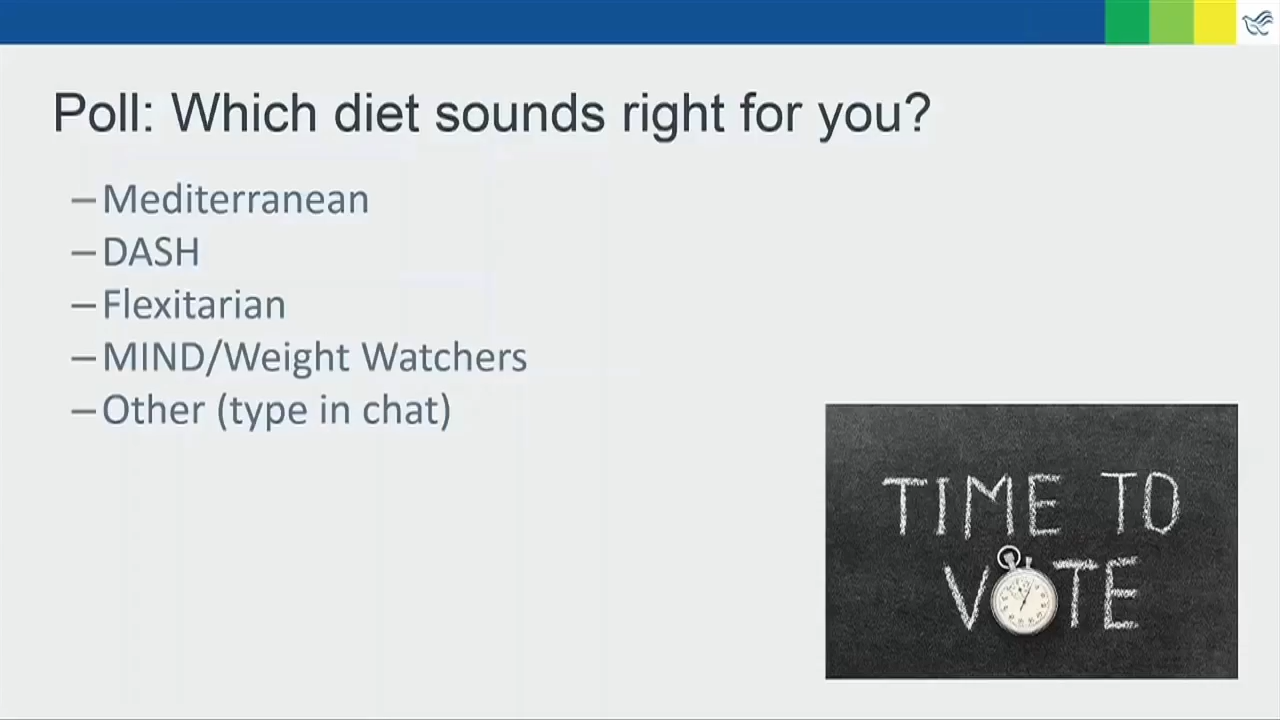 Poll: Which diet sounds right for you?
–Mediterranean
–DASH
–Flexitarian
–MIND/Weight Watchers
–Other (type in chat)
TIME TO
VOTE